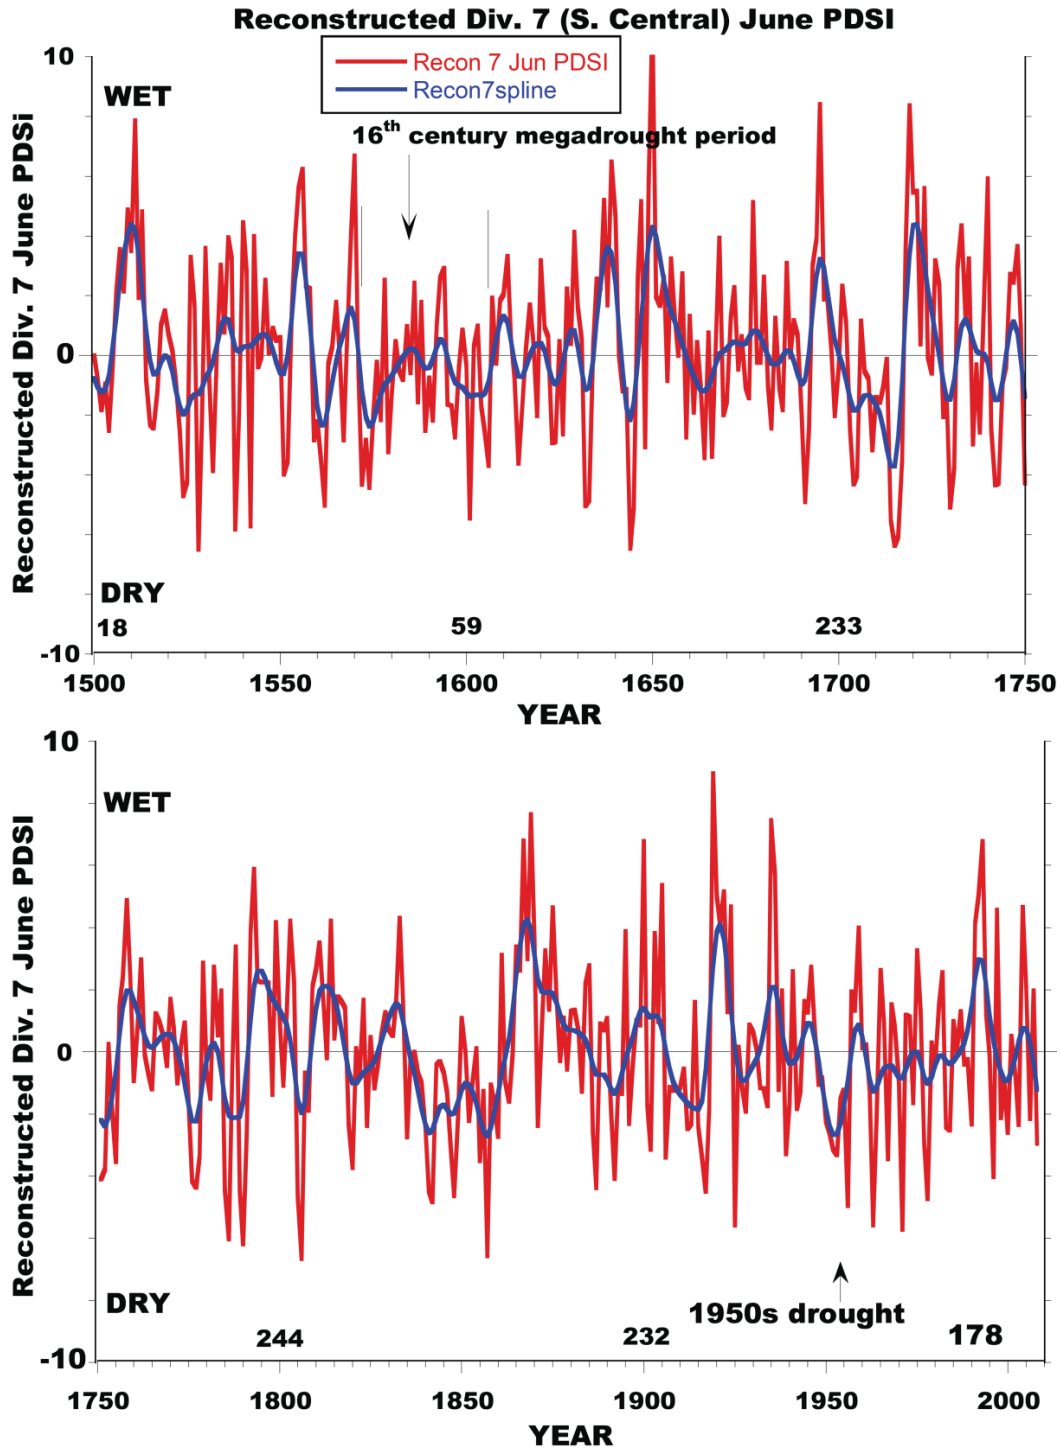 Reconstructed Div. 7 (S. Central) June PDSI
Recon 7 Jun PDSI
Recon7spline
Reconstructed Div. 7 June PDSi
10
0
-10
WET
16th century megadrought period
DRY
18
59
233
1500
1550
1600
1650
1700
1750
YEAR
Reconstructed Div. 7 June PDSI
10
0
-10
WET
DRY
1950s drought
244
232
178
1750
1800
1850
1900
1950
2000
YEAR